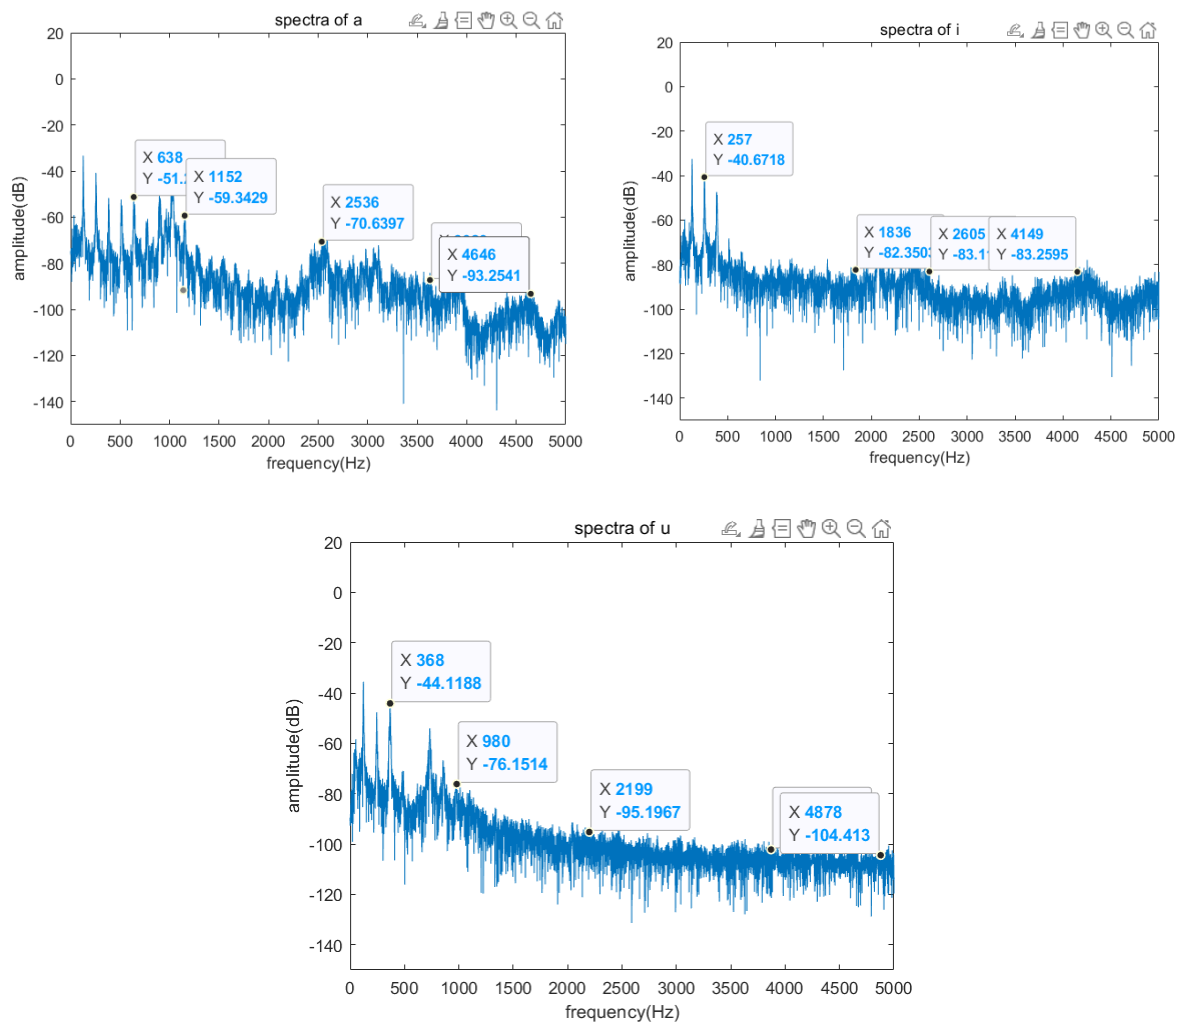 spectra of a
20
0
-20
-40
-60
-80
-100
-120
-140
amplitude(dB)
X 638
Y -51.
X 1152
Y -59.3429
X 2536
Y -70.6397
X 4646
Y -93.2541
0 500 1000 1500 2000 2500 3000 3500 4000 4500 5000
frequency(Hz)
spectra of i
20
0
-20
-40
-60
-80
-100
-120
-140
amplitude(dB)
X 257
Y -40.6718
X 1836
Y -82.350
X 2605
Y -83.1
X 4149
Y -83.2595
0 500 1000 1500 2000 2500 3000 3500 4000 4500 5000
frequency(Hz)
spectra of u
20
0
-20
-40
-60
-80
-100
-120
-140
amplitude(dB)
X 368
Y -44.1188
X 980
Y -76.1514
X 2199
Y -95.1967
X 4878
Y -104.413
0 500 1000 1500 2000 2500 3000 3500 4000 4500 5000
frequency(Hz)